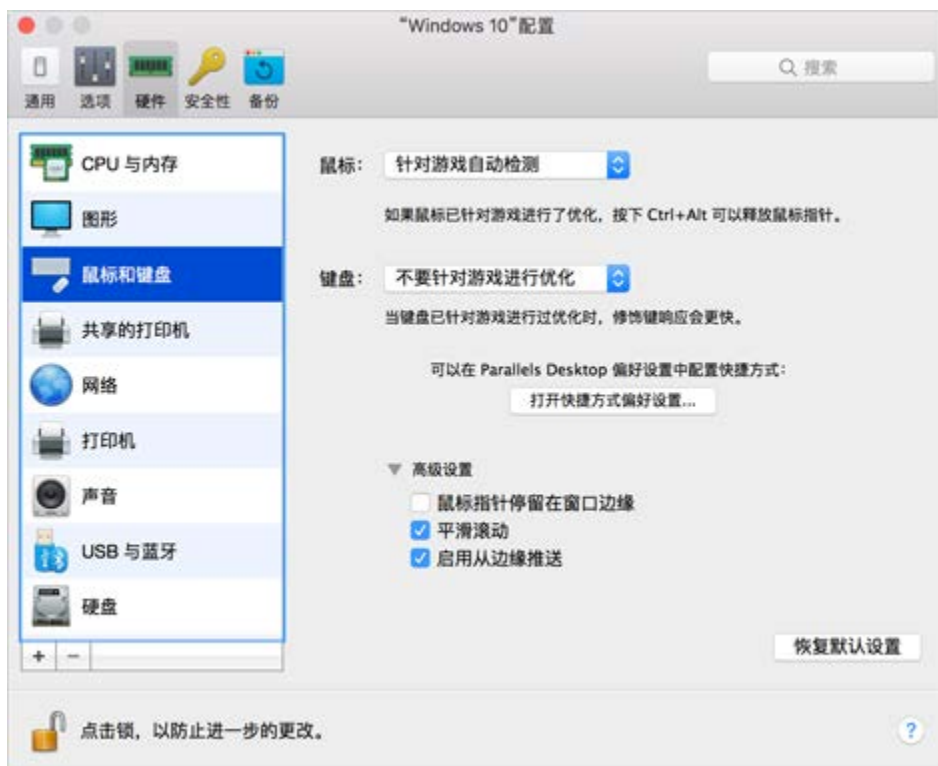 “Windows 10”配置
通用 选项 硬件 安全性 备份
搜索
CPU 与内存
图形
鼠标和键盘
共享的打印机
网络
打印机
声音
USB 与蓝牙
硬盘
+ −
鼠标： 针对游戏自动检测
如果鼠标已针对游戏进行了优化，按下 Ctrl+Alt 可以释放鼠标指针。
键盘： 不要针对游戏进行优化
当键盘已针对游戏进行过优化时，修饰键响应会更快。
可以在 Parallels Desktop 偏好设置中配置快捷方式：
打开快捷方式偏好设置...
高级设置
鼠标指针停留在窗口边缘
平滑滚动
启用从边缘推送
恢复默认设置
点击锁，以防止进一步的更改。
?